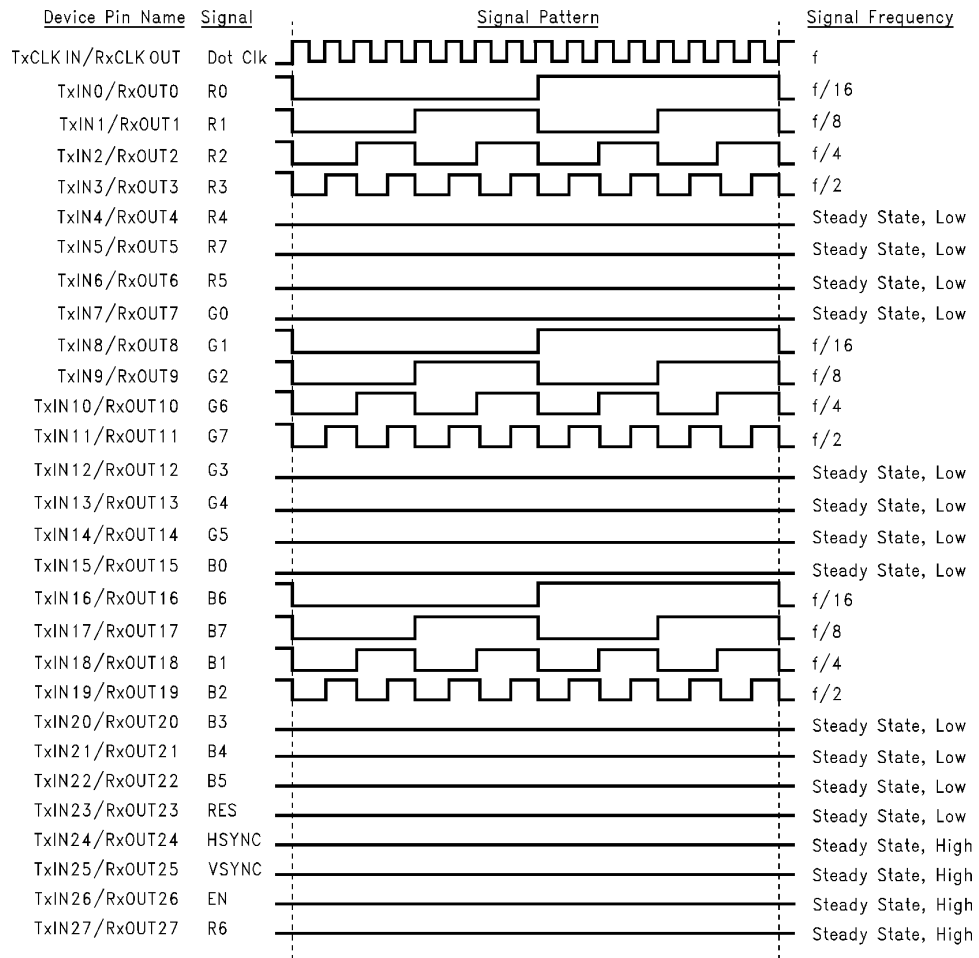 Device Pin Name Signal Signal Pattern Signal Frequency
TxCLK IN/RxCLK OUT Dot Clk f
TxIN0/RxOUT0 R0 f/16
TxIN1/RxOUT1 R1 f/8
TxIN2/RxOUT2 R2 f/4
TxIN3/RxOUT3 R3 f/2
TxIN4/RxOUT4 R4 Steady State, Low
TxIN5/RxOUT5 R7 Steady State, Low
TxIN6/RxOUT6 R5 Steady State, Low
TxIN7/RxOUT7 G0 Steady State, Low
TxIN8/RxOUT8 G1 f/16
TxIN9/RxOUT9 G2 f/8
TxIN10/RxOUT10 G6 f/4
TxIN11/RxOUT11 G7 f/2
TxIN12/RxOUT12 G3 Steady State, Low
TxIN13/RxOUT13 G4 Steady State, Low
TxIN14/RxOUT14 G5 Steady State, Low
TxIN15/RxOUT15 B0 Steady State, Low
TxIN16/RxOUT16 B6 f/16
TxIN17/RxOUT17 B7 f/8
TxIN18/RxOUT18 B1 f/4
TxIN19/RxOUT19 B2 f/2
TxIN20/RxOUT20 B3 Steady State, Low
TxIN21/RxOUT21 B4 Steady State, Low
TxIN22/RxOUT22 B5 Steady State, Low
TxIN23/RxOUT23 RES Steady State, Low
TxIN24/RxOUT24 HSYNC Steady State, High
TxIN25/RxOUT25 VSYNC Steady State, High
TxIN26/RxOUT26 EN Steady State, High
TxIN27/RxOUT27 R6 Steady State, High